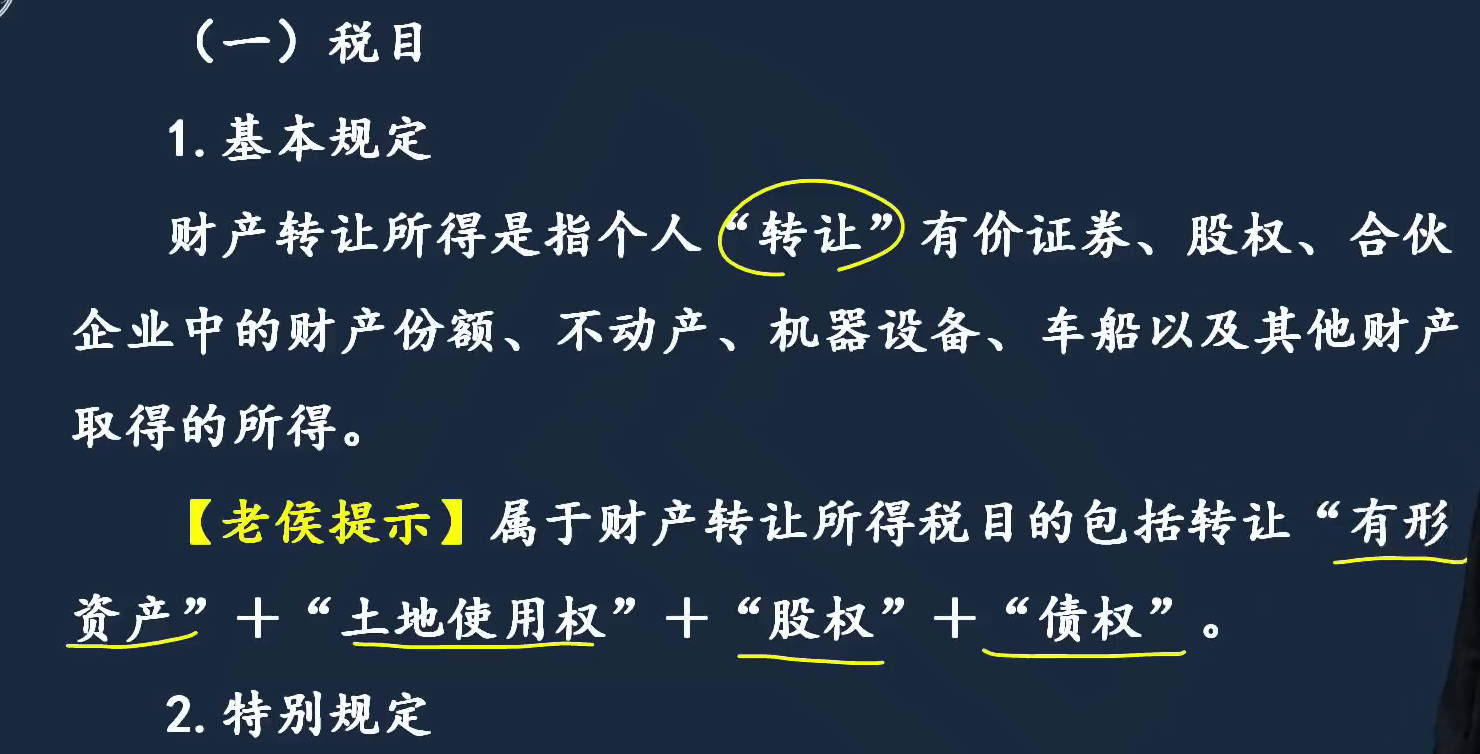 （一）税目
1.基本规定
财产转让所得是指个人“转让”有价证券、股权、合伙
企业中的财产份额、不动产、机器设备、车船以及其他财产
取得的所得。
【老侯提示】属于财产转让所得税目的包括转让“有形
资产”＋“土地使用权”＋“股权”＋“债权”。
2.特别规定